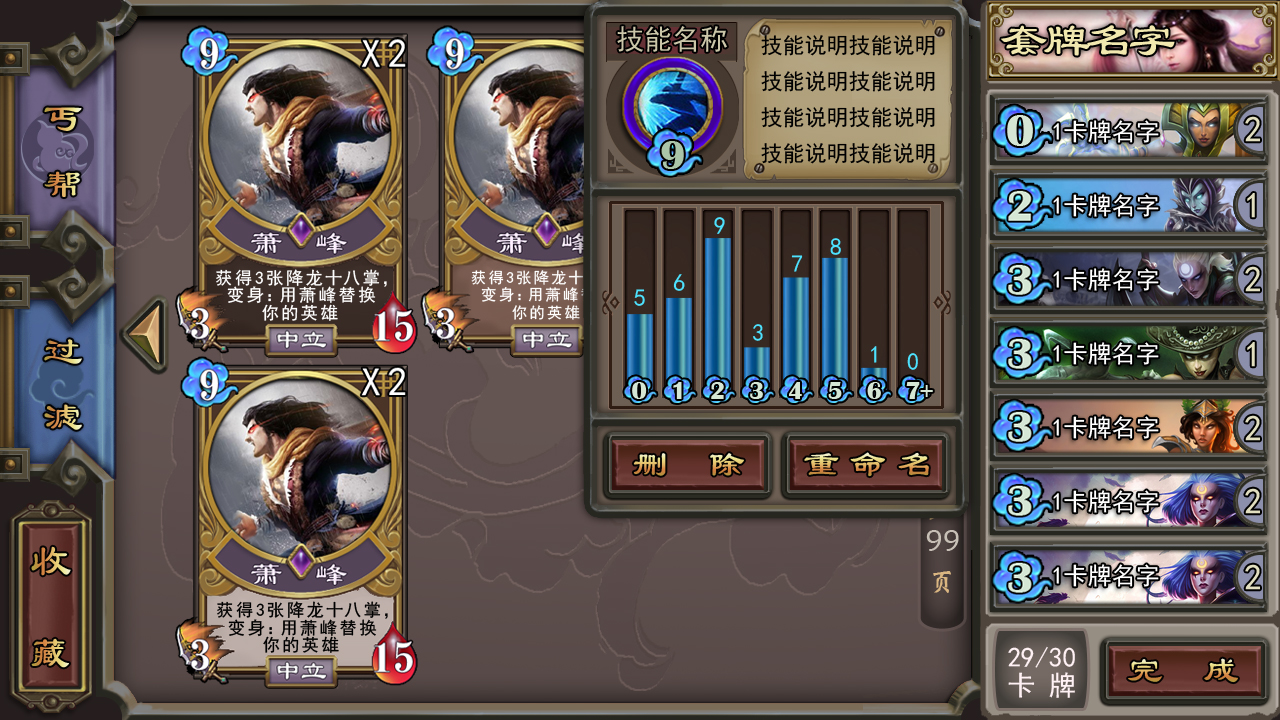 丐帮
过滤
收藏
9
X2
萧峰
获得3张降龙十八掌,
变身:用萧峰替换
你的英雄
3
中立
15
9
萧峰
获得3张降龙十
变身:用萧峰
你的英雄
3
中立
9
X2
萧峰
获得3张降龙十八掌,
变身:用萧峰替换
你的英雄
3
中立
15
技能名称
9
技能说明技能说明
技能说明技能说明
技能说明技能说明
技能说明技能说明
5 6 9 3 7 8 1 0
0 1 2 3 4 5 6 7+
删除
重命名
99
页
套牌名字
0 1卡牌名字 2
2 1卡牌名字 1
3 1卡牌名字 2
3 1卡牌名字 1
3 1卡牌名字 2
3 1卡牌名字 2
3 1卡牌名字 2
29/30
卡牌
完成